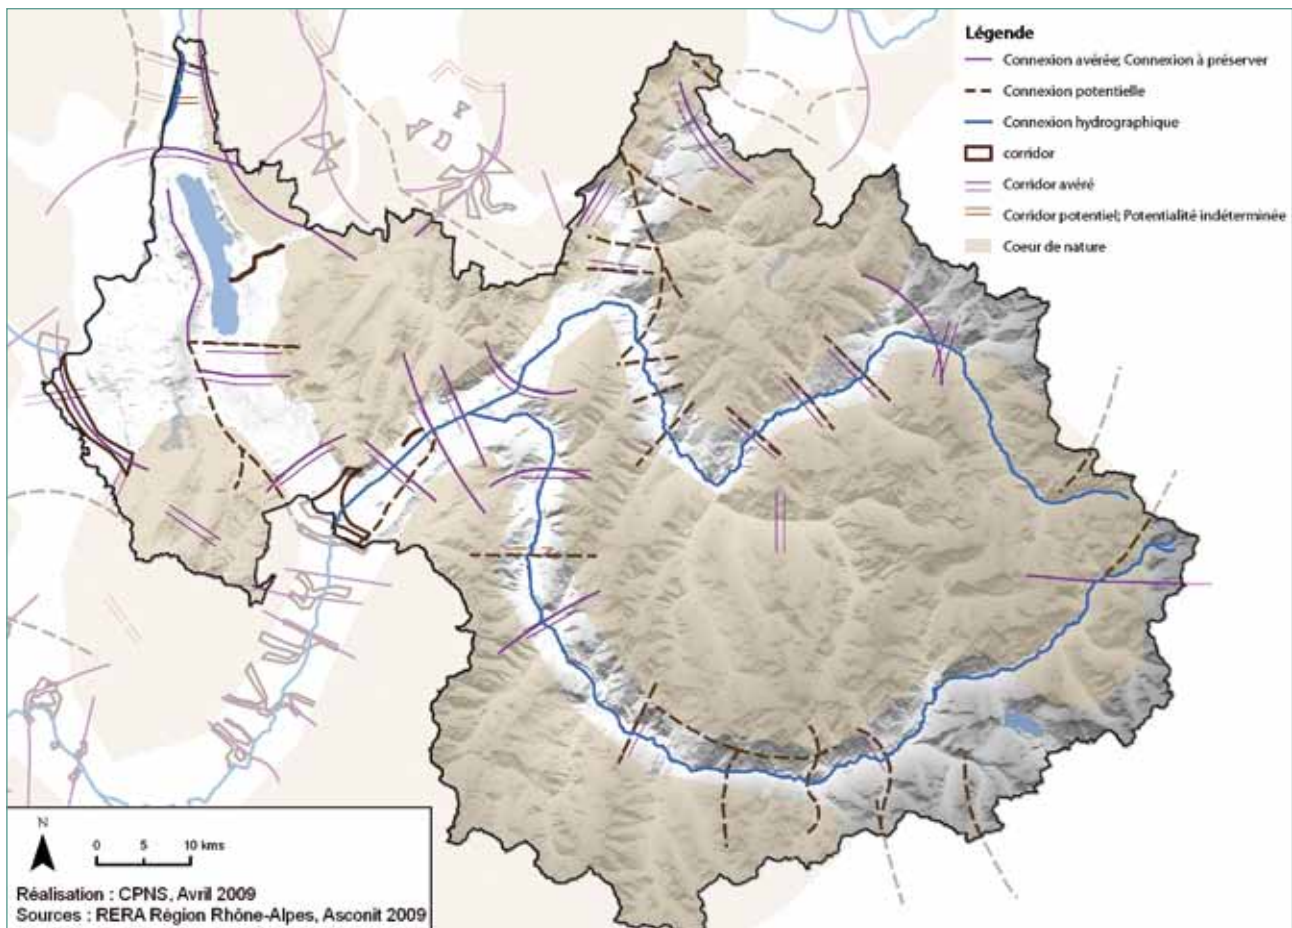 Légende
Connexion avérée; Connexion à préserver
Connexion potentielle
Connexion hydrographique
corridor
Corridor avéré
Corridor potentiel; Potentialité indéterminée
Coeur de nature
N
0 5 10 kms
Réalisation : CPNS, Avril 2009
Sources : RERA Région Rhône-Alpes, Asconit 2009